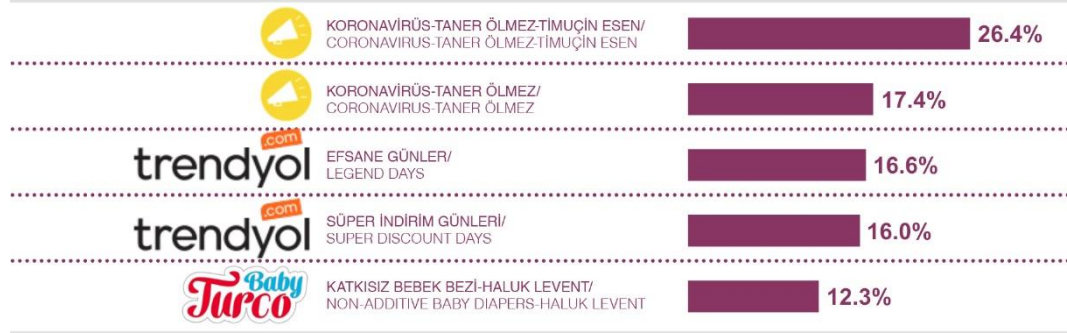 KORONAVİRÜS-TANER ÖLMEZ-TİMUÇİN ESEN/
CORONAVIRUS-TANER ÖLMEZ-TİMUÇİN ESEN
26.4%
KORONAVİRÜS-TANER ÖLMEZ/
CORONAVIRUS-TANER ÖLMEZ
17.4%
trendyol .com
EFSANE GÜNLER/
LEGEND DAYS
16.6%
trendyol .com
SÜPER İNDİRİM GÜNLERİ/
SUPER DISCOUNT DAYS
16.0%
Baby
Turco
KATKISIZ BEBEK BEZİ-HALUK LEVENT/
NON-ADDITIVE BABY DIAPERS-HALUK LEVENT
12.3%